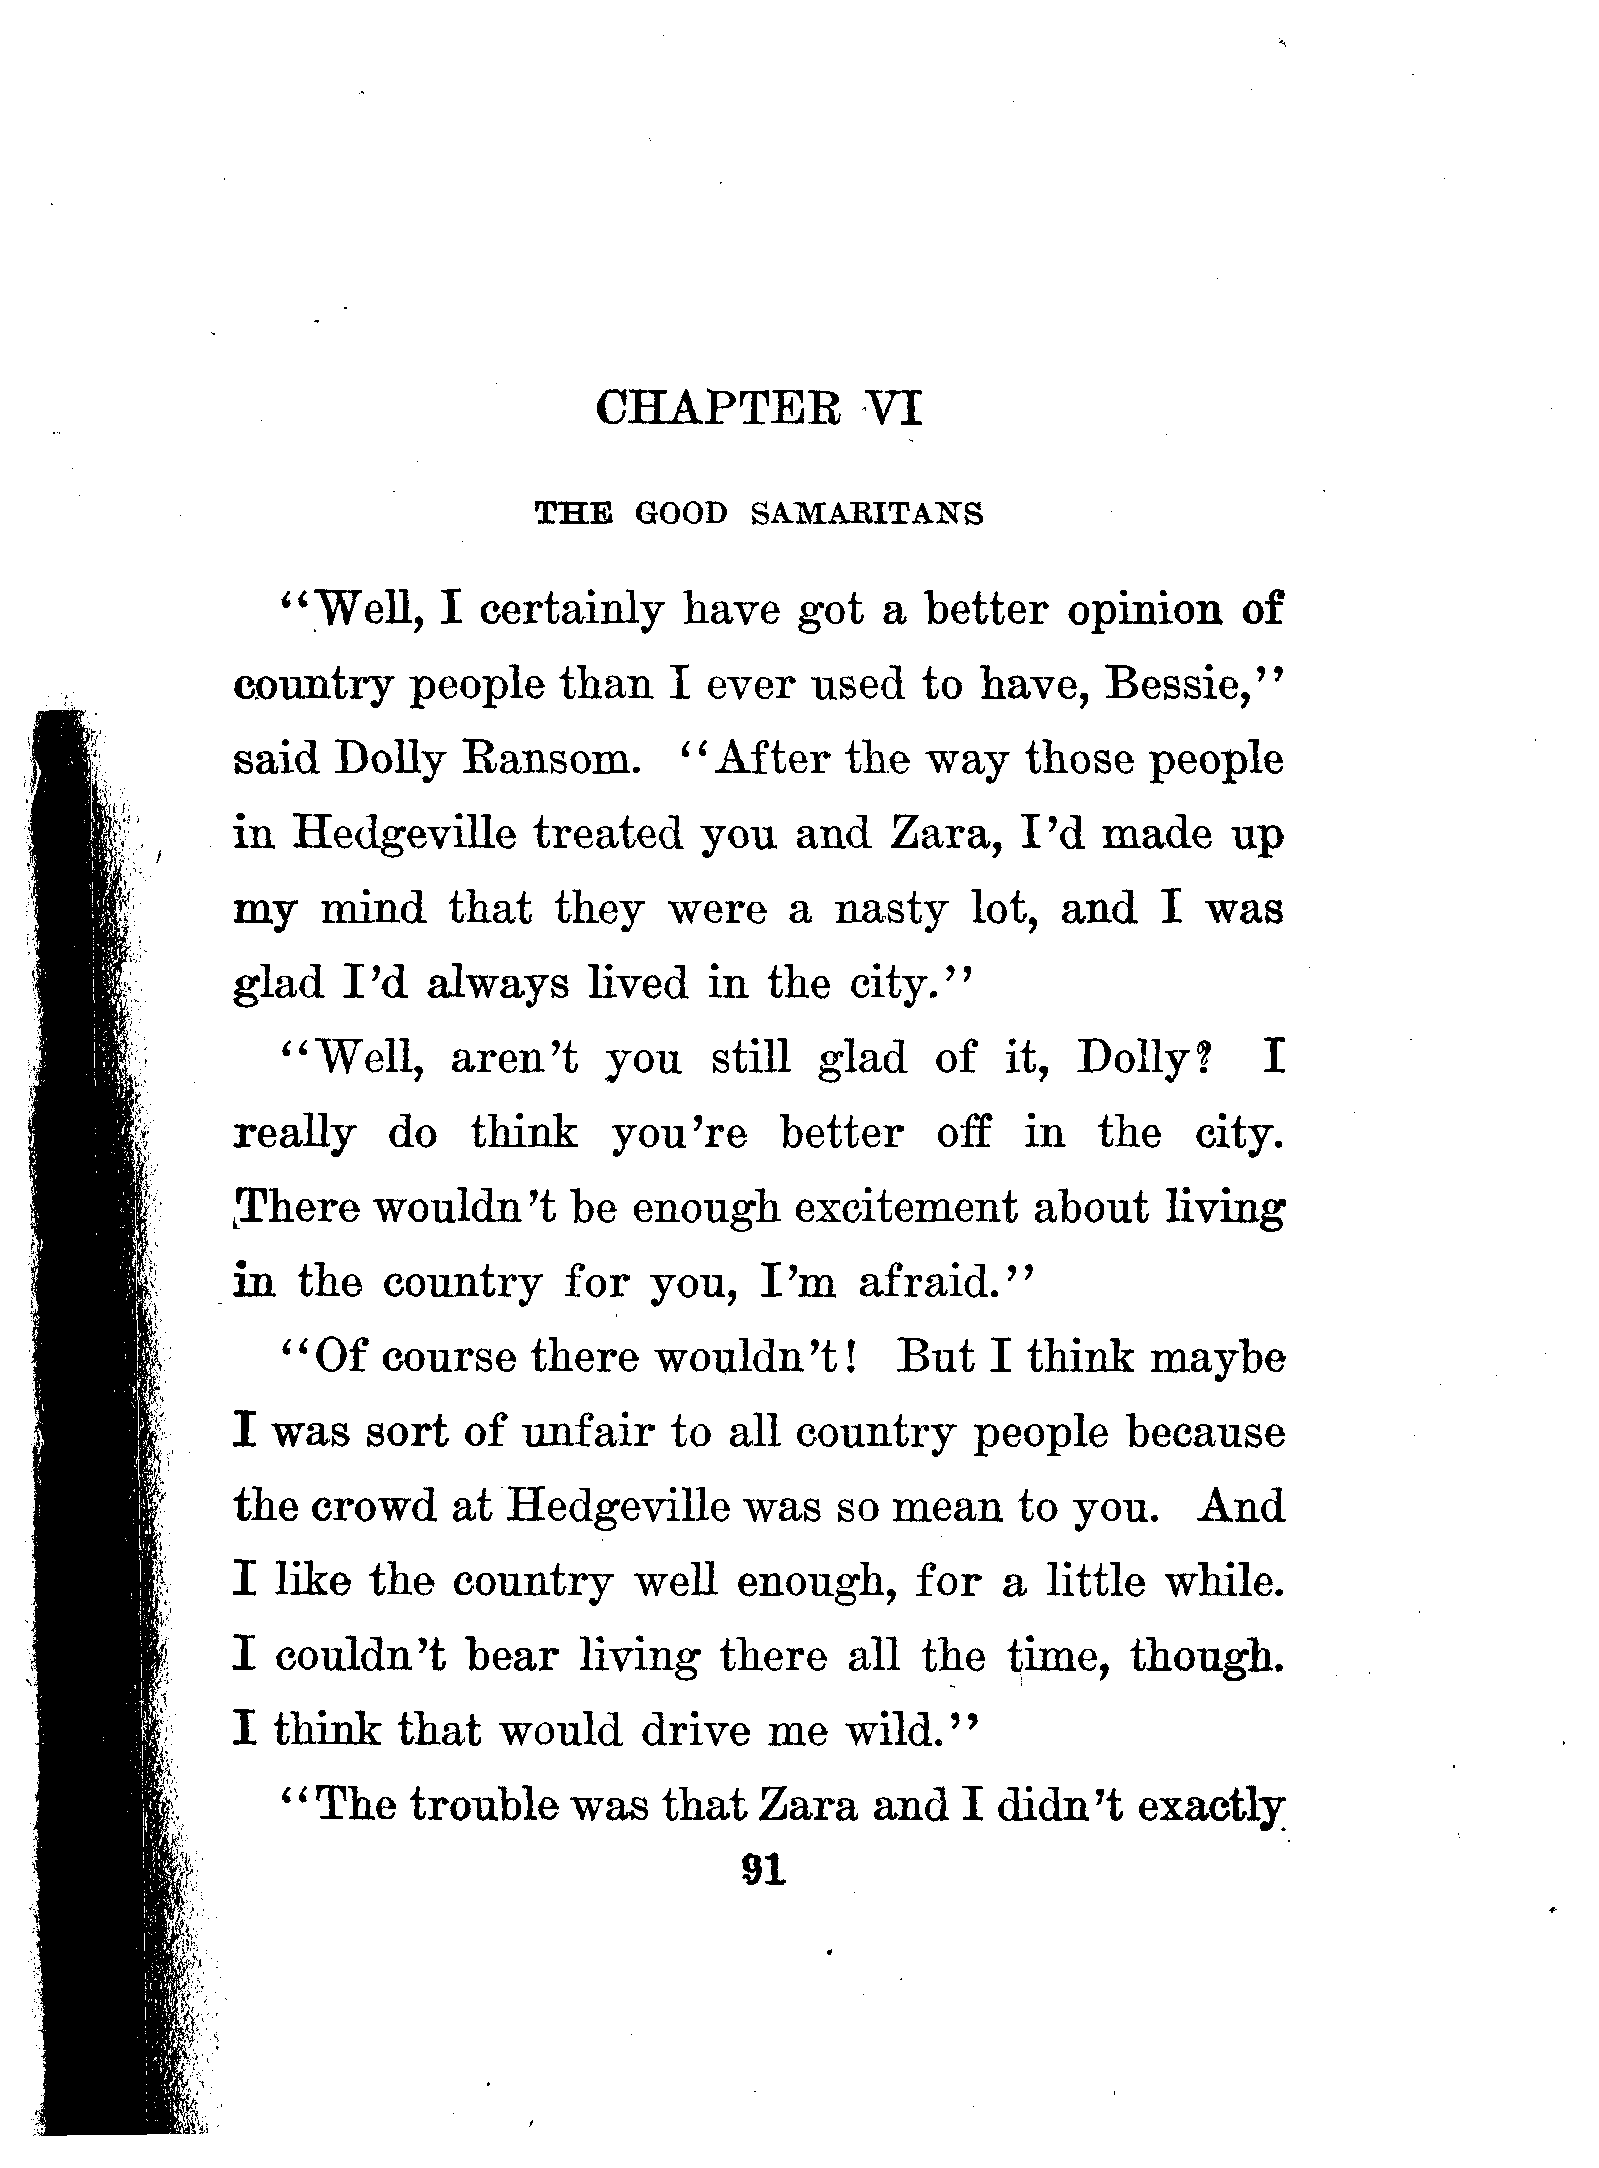 CHAPTER VI
THE GOOD SAMARITANS
"Well, I certainly have got a better opinion of
country people than I ever used to have, Bessie,"
said Dolly Ransom. "After the way those people
in Hedgeville treated you and Zara, I'd made up
my mind that they were a nasty lot, and I was
glad I'd always lived in the city."
"Well, aren't you still glad of it, Dolly? I
really do think you're better off in the city.
There wouldn't be enough excitement about living
in the country for you, I'm afraid."
"Of course there wouldn't! But I think maybe
I was sort of unfair to all country people because
the crowd at Hedgeville was so mean to you. And
I like the country well enough, for a little while.
I couldn't bear living there all the time, though.
I think that would drive me wild."
"The trouble was that Zara and I didn't exactly
91